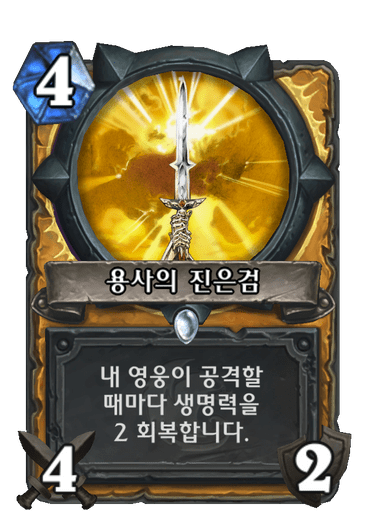 4
용사의 진은검
내 영웅이 공격할
때마다 생명력을
2 회복합니다.
4
2